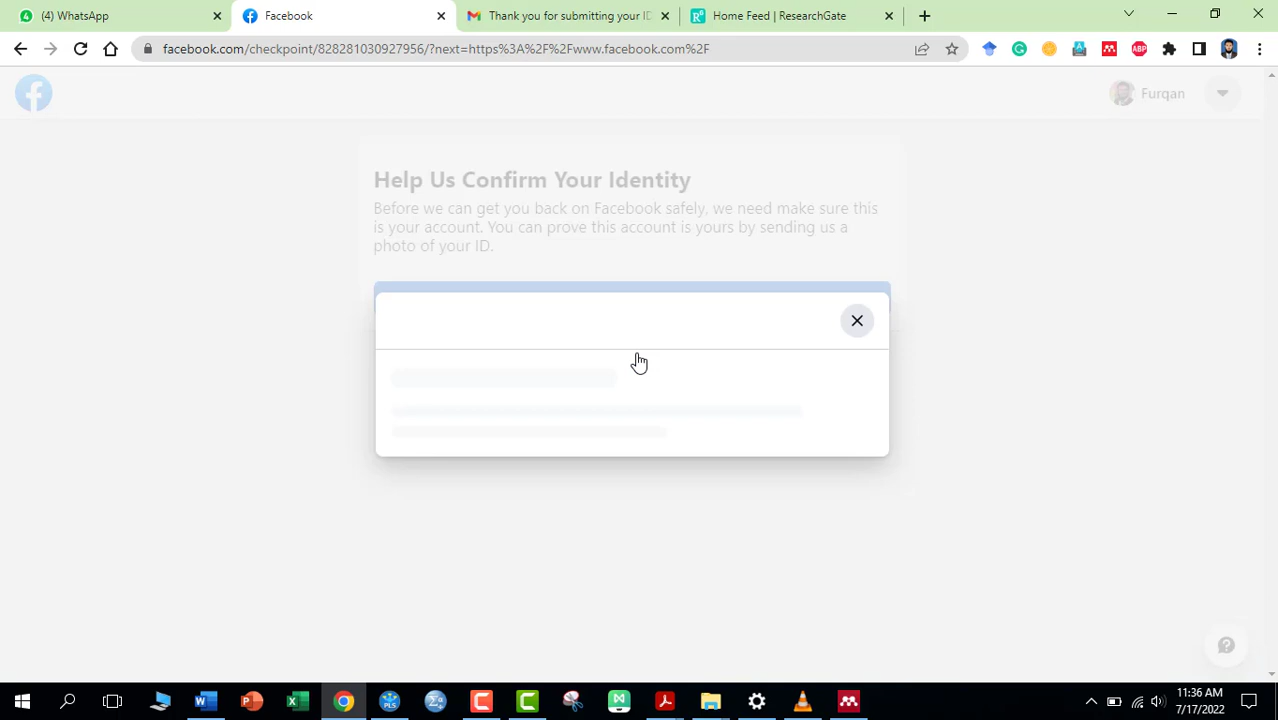 (4) WhatsApp
Facebook
Thank you for submitting your ID
Home Feed | ResearchGate
facebook.com/checkpoint/828281030927956/?next=https%3A%2F%2Fwww.facebook.com%2F
Furqan
Help Us Confirm Your Identity
Before we can get you back on Facebook safely, we need make sure this
is your account. You can prove this account is yours by sending us a
photo of your ID.
11:36 AM
7/17/2022